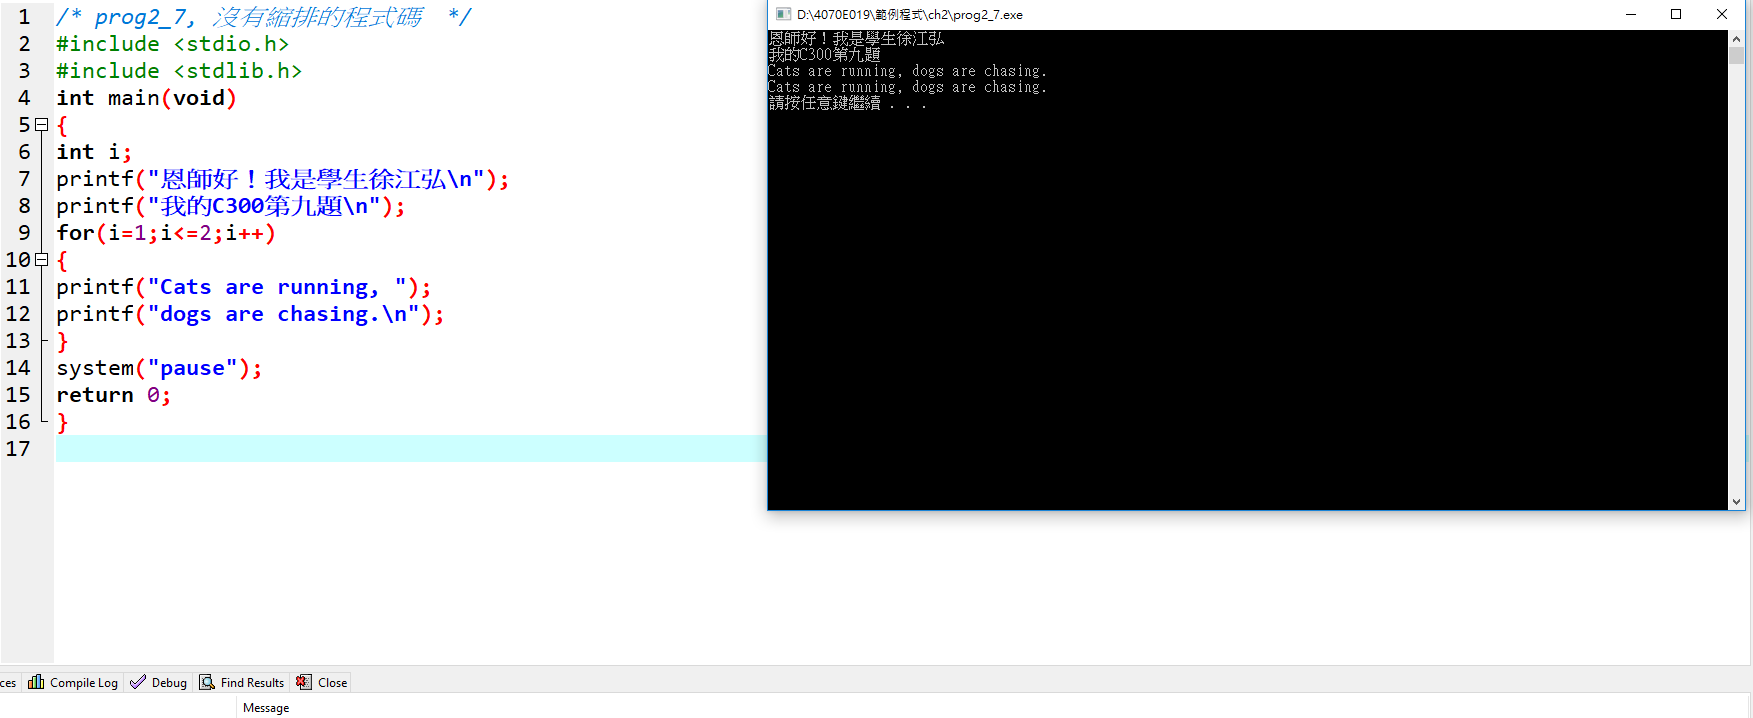 1 /* prog2_7, 沒有縮排的程式碼  */
2 #include <stdio.h>
3 #include <stdlib.h>
4 int main(void)
5 {
6 int i;
7 printf("恩師好！我是學生徐江弘\n");
8 printf("我的C300第九題\n");
9 for(i=1;i<=2;i++)
10 {
11 printf("Cats are running, ");
12 printf("dogs are chasing.\n");
13 }
14 system("pause");
15 return 0;
16 }
17
D:\4070E019\範例程式\ch2\prog2_7.exe
恩師好！我是學生徐江弘
我的C300第九題
Cats are running, dogs are chasing.
Cats are running, dogs are chasing.
請按任意鍵繼續 . . .
ces Compile Log Debug Find Results Close
Message